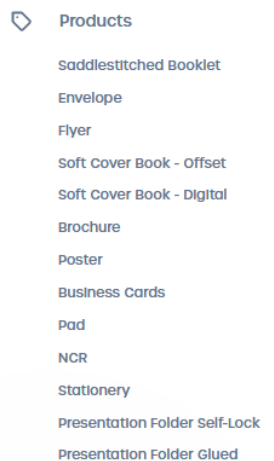 Products
Saddlestitched Booklet
Envelope
Flyer
Soft Cover Book - Offset
Soft Cover Book - Digital
Brochure
Poster
Business Cards
Pad
NCR
Stationery
Presentation Folder Self-Lock
Presentation Folder Glued